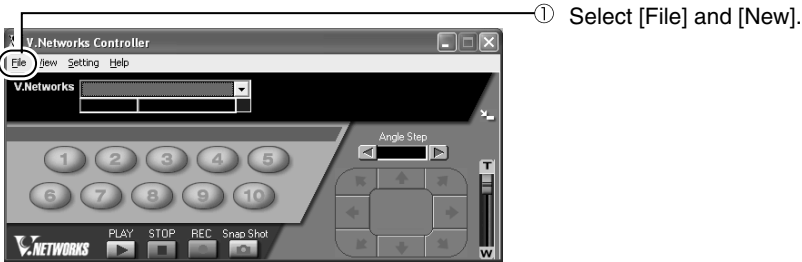 ① Select [File] and [New].
V.Networks Controller
File View Setting Help
V.Networks
Angle Step
1 2 3 4 5
6 7 8 9 10
T
W
PLAY STOP REC Snap Shot
V.NETWORKS